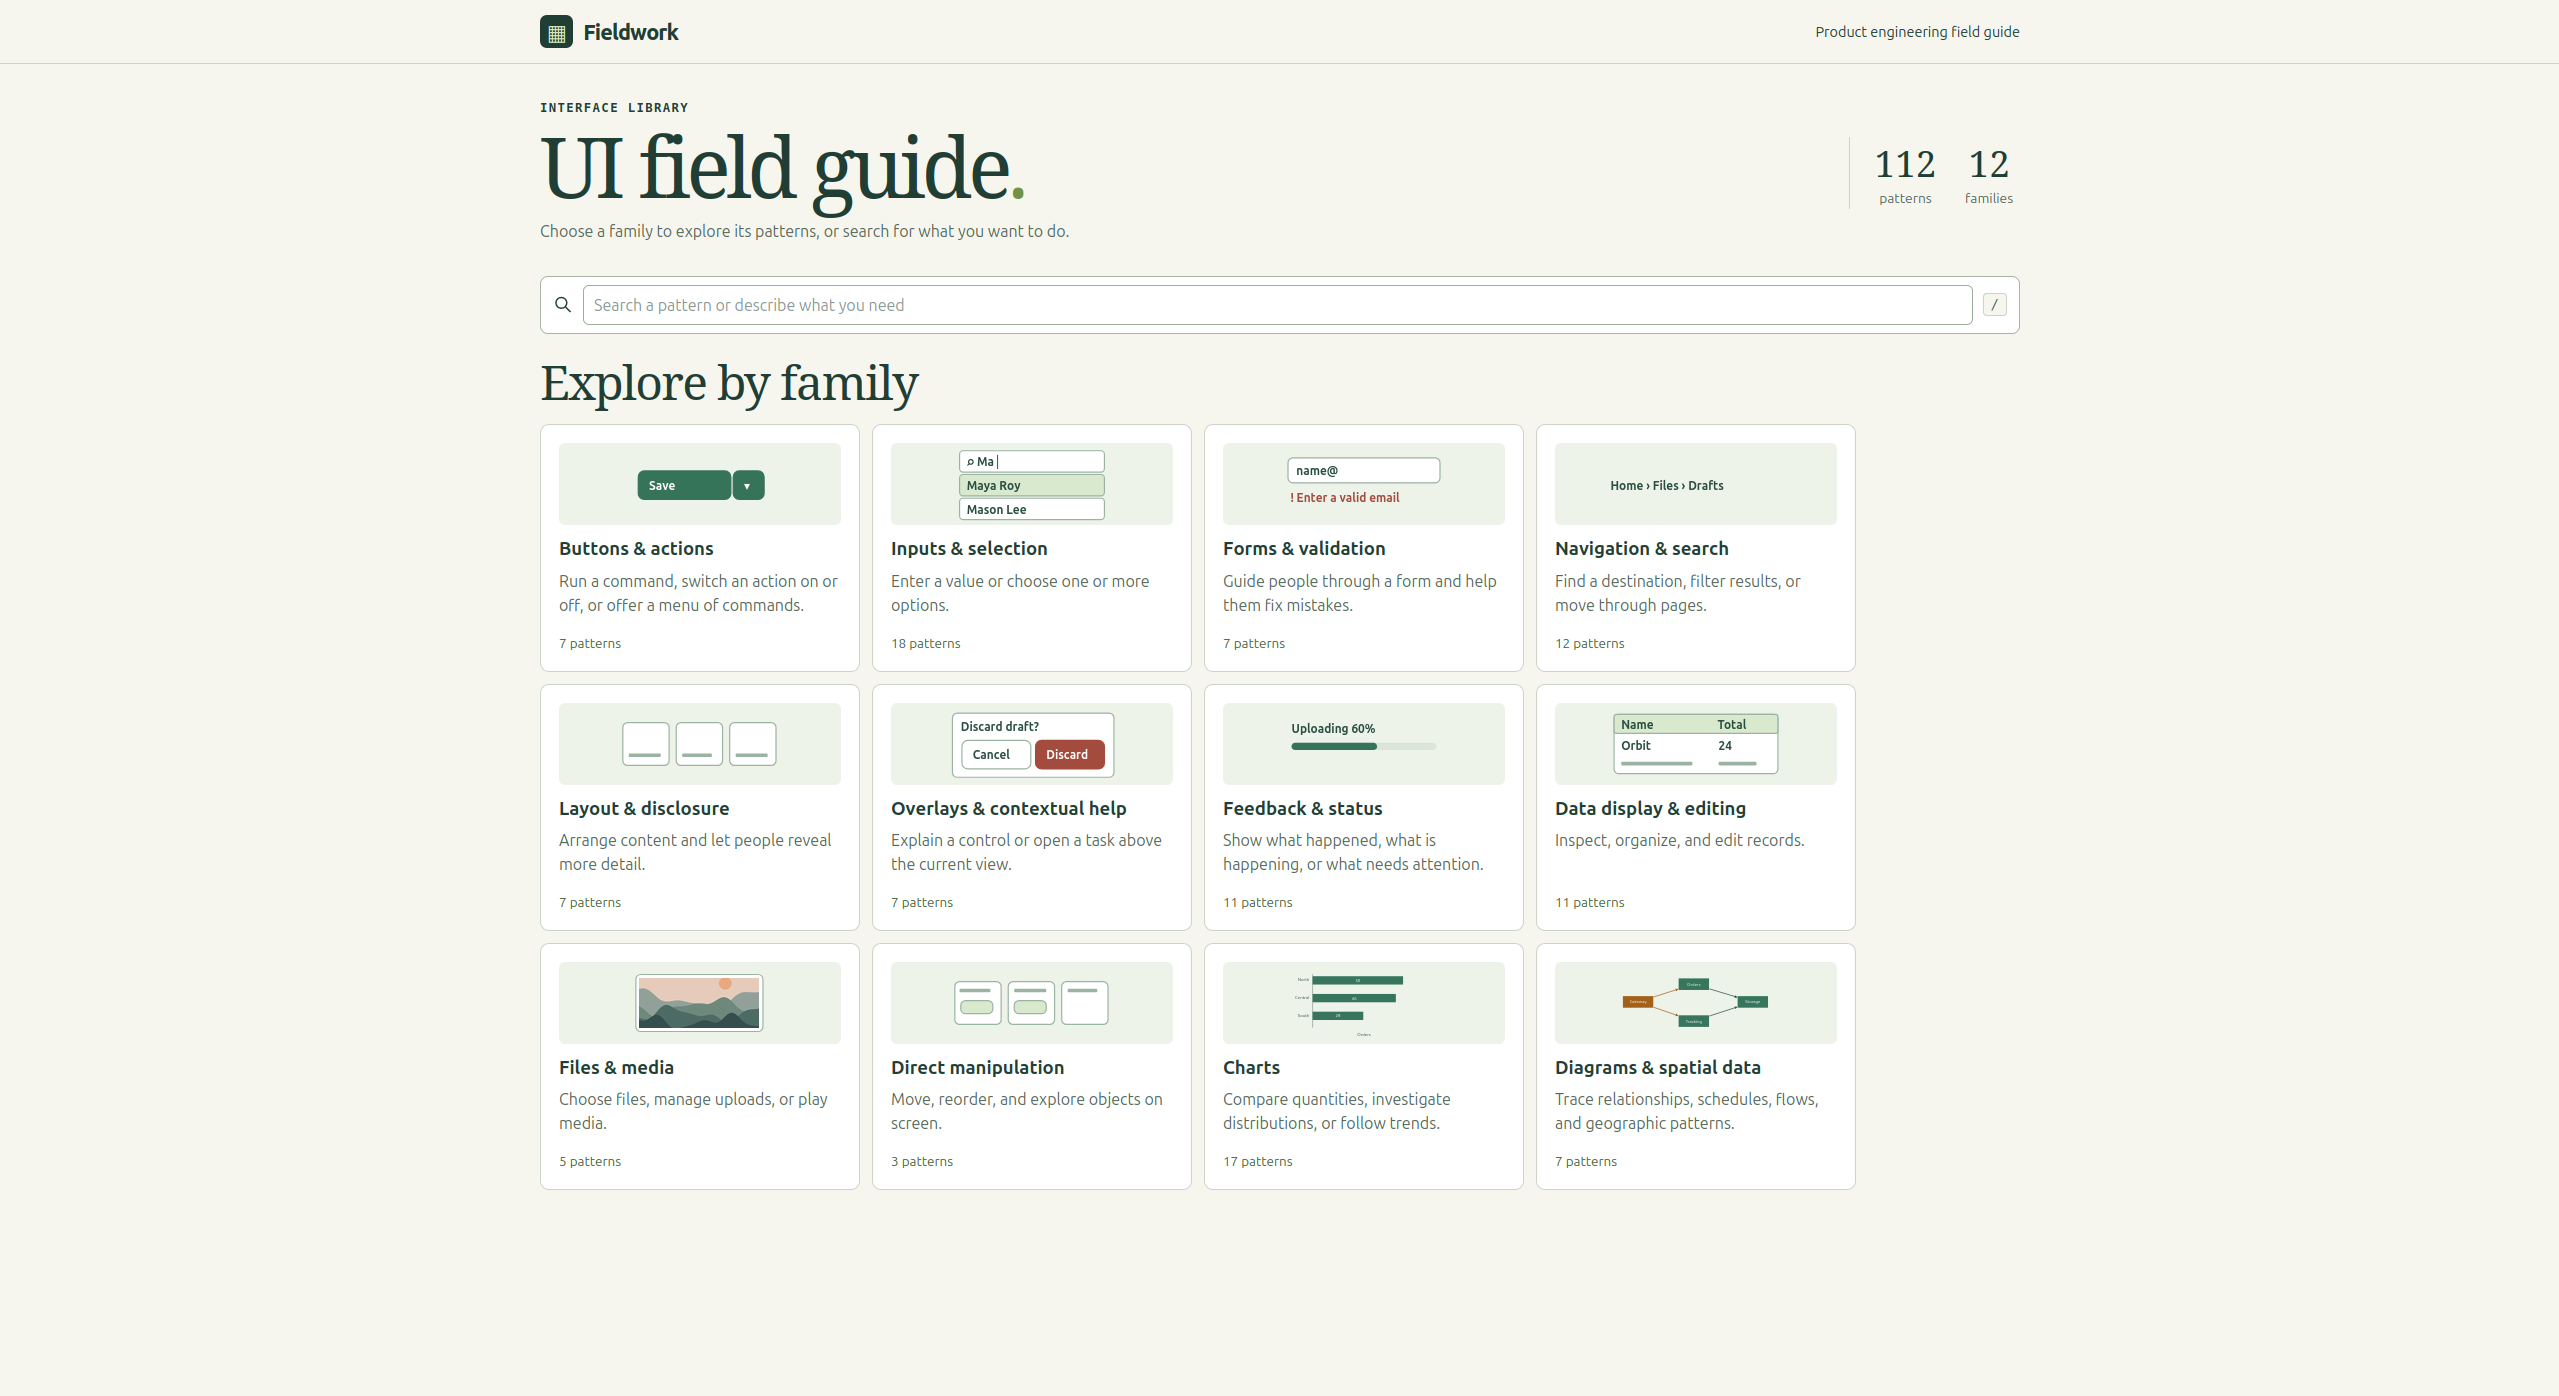 Fieldwork
Product engineering field guide
INTERFACE LIBRARY
UI field guide.
112 patterns
12 families
Choose a family to explore its patterns, or search for what you want to do.
Search a pattern or describe what you need
/
Explore by family
Save
Buttons & actions
Run a command, switch an action on or
off, or offer a menu of commands.
7 patterns
Ma
Maya Roy
Mason Lee
Inputs & selection
Enter a value or choose one or more
options.
18 patterns
name@
! Enter a valid email
Forms & validation
Guide people through a form and help
them fix mistakes.
7 patterns
Home › Files › Drafts
Navigation & search
Find a destination, filter results, or
move through pages.
12 patterns
Layout & disclosure
Arrange content and let people reveal
more detail.
7 patterns
Discard draft?
Cancel
Discard
Overlays & contextual help
Explain a control or open a task above
the current view.
7 patterns
Uploading 60%
Feedback & status
Show what happened, what is
happening, or what needs attention.
11 patterns
Name Total
Orbit 24
Data display & editing
Inspect, organize, and edit records.
11 patterns
Files & media
Choose files, manage uploads, or play
media.
5 patterns
Direct manipulation
Move, reorder, and explore objects on
screen.
3 patterns
North
Central
South
Orders
Charts
Compare quantities, investigate
distributions, or follow trends.
17 patterns
Orders
Gateway
Storage
Tracking
Diagrams & spatial data
Trace relationships, schedules, flows,
and geographic patterns.
7 patterns